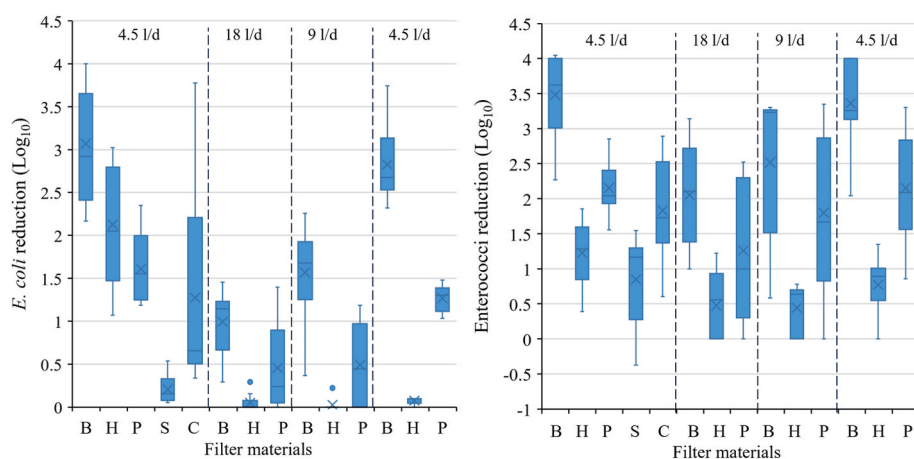 E. coli reduction (Log10)
4.5
4
3.5
3
2.5
2
1.5
1
0.5
0
4.5 l/d 18 l/d 9 l/d 4.5 l/d
B H P S C B H P B H P B H P
Filter materials
Enterococci reduction (Log10)
4.5
4
3.5
3
2.5
2
1.5
1
0.5
0
-0.5
-1
4.5 l/d 18 l/d 9 l/d 4.5 l/d
B H P S C B H P B H P B H P
Filter materials